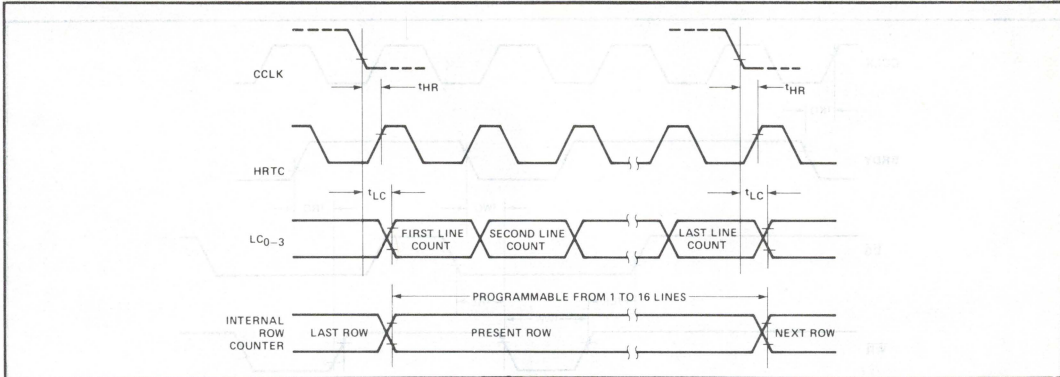 CCLK
tHR
tHR
HRTC
tLC
tLC
LC0–3
FIRST LINE COUNT
SECOND LINE COUNT
LAST LINE COUNT
PROGRAMMABLE FROM 1 TO 16 LINES
INTERNAL ROW COUNTER
LAST ROW
PRESENT ROW
NEXT ROW